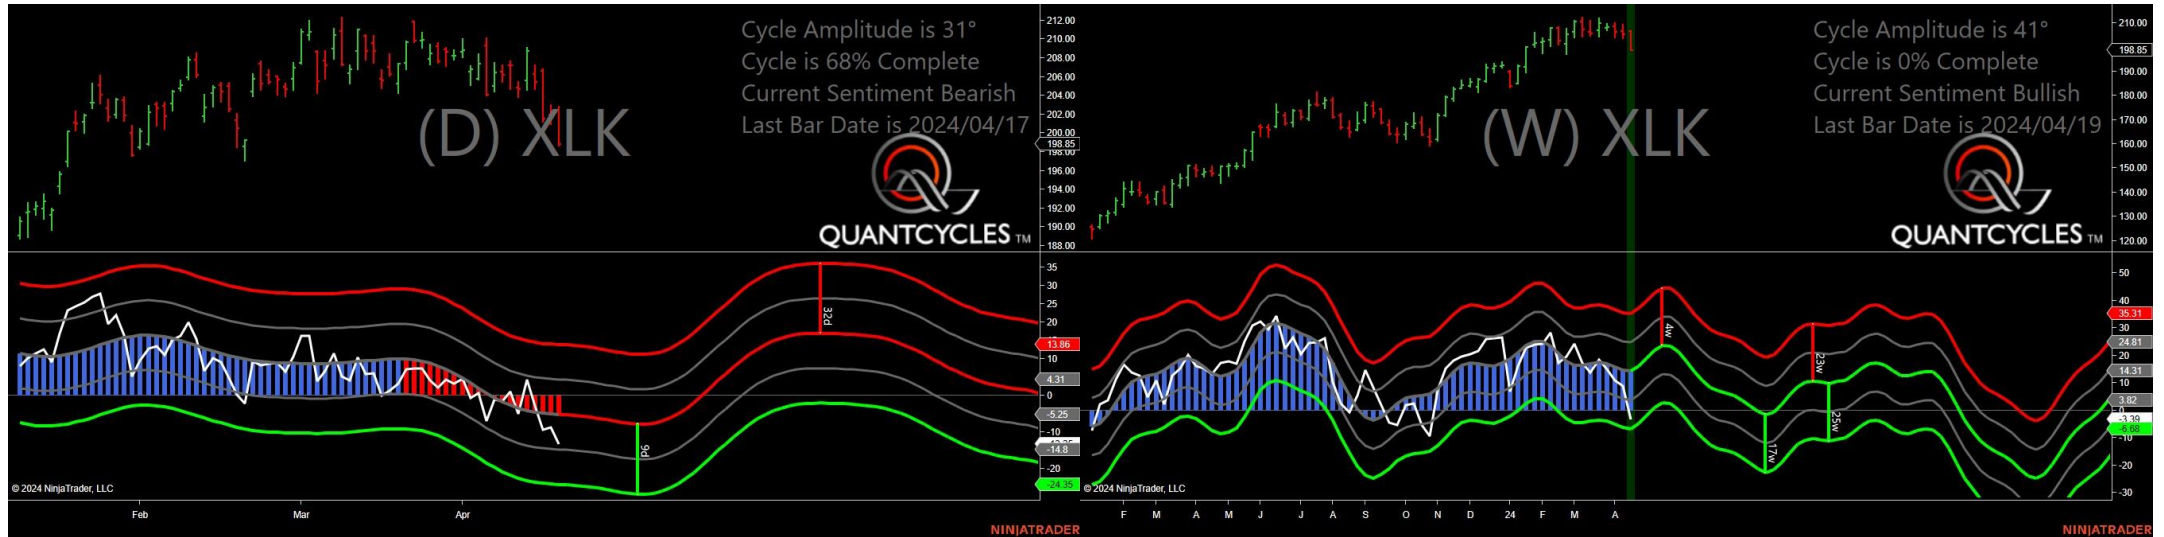 Cycle Amplitude is 31°
Cycle is 68% Complete
Current Sentiment Bearish
Last Bar Date is 2024/04/17
(D) XLK
QUANTCYCLES TM
212.00
210.00
208.00
206.00
204.00
202.00
200.00
198.85
198.00
196.00
194.00
192.00
190.00
188.00
35
30
25
20
13.86
10
4.31
0
-5.25
-10
-14.8
-20
-24.35
32d
9d
© 2024 NinjaTrader, LLC
Feb
Mar
Apr
NINJATRADER
Cycle Amplitude is 41°
Cycle is 0% Complete
Current Sentiment Bullish
Last Bar Date is 2024/04/19
(W) XLK
QUANTCYCLES TM
210.00
198.85
190.00
180.00
170.00
160.00
150.00
140.00
130.00
120.00
50
40
35.31
30
24.81
20
14.31
10
3.82
0
-3.39
-6.68
-10
-20
-30
4w
23w
17w
25w
© 2024 NinjaTrader, LLC
F M A M J J A S O N D 24 F M A
NINJATRADER